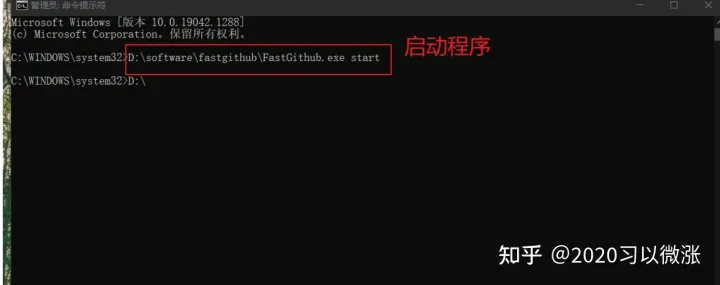 管理员: 命令提示符
Microsoft Windows [版本 10.0.19042.1288]
(c) Microsoft Corporation。保留所有权利。
C:\WINDOWS\system32>D:\software\fastgithub\FastGithub.exe start
启动程序
C:\WINDOWS\system32>D:\
知乎 @2020习以微涨